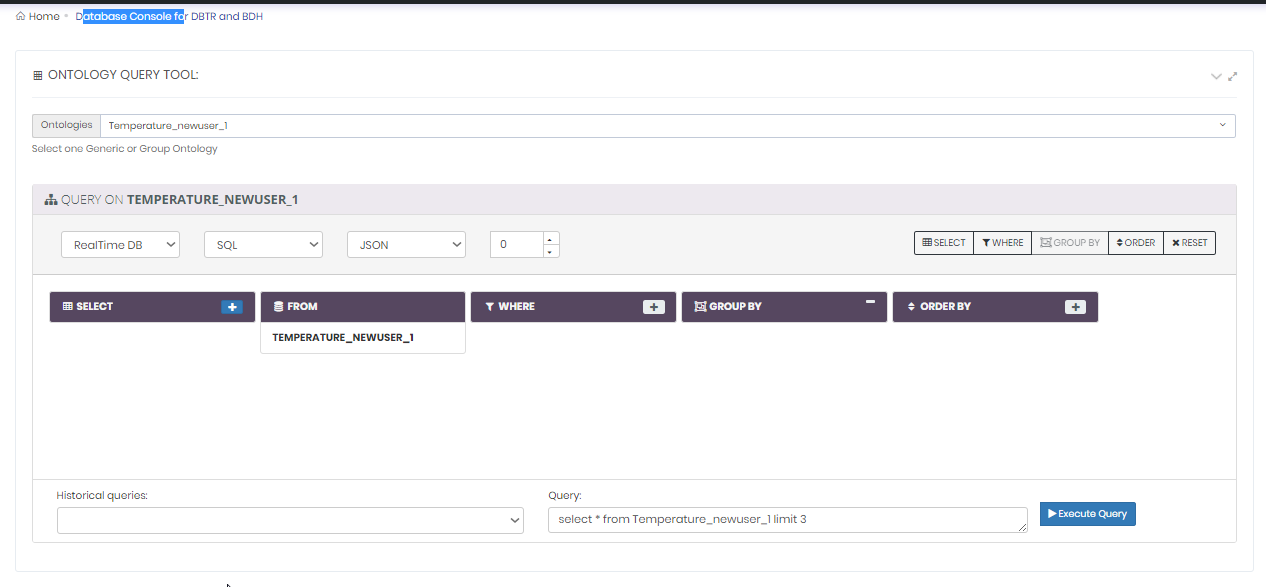 Home • Database Console for DBTR and BDH
ONTOLOGY QUERY TOOL:
Ontologies Temperature_newuser_1
Select one Generic or Group Ontology
QUERY ON TEMPERATURE_NEWUSER_1
RealTime DB SQL JSON 0 SELECT WHERE GROUP BY ORDER RESET
SELECT FROM WHERE GROUP BY ORDER BY
TEMPERATURE_NEWUSER_1
Historical queries: Query:
select * from Temperature_newuser_1 limit 3 Execute Query